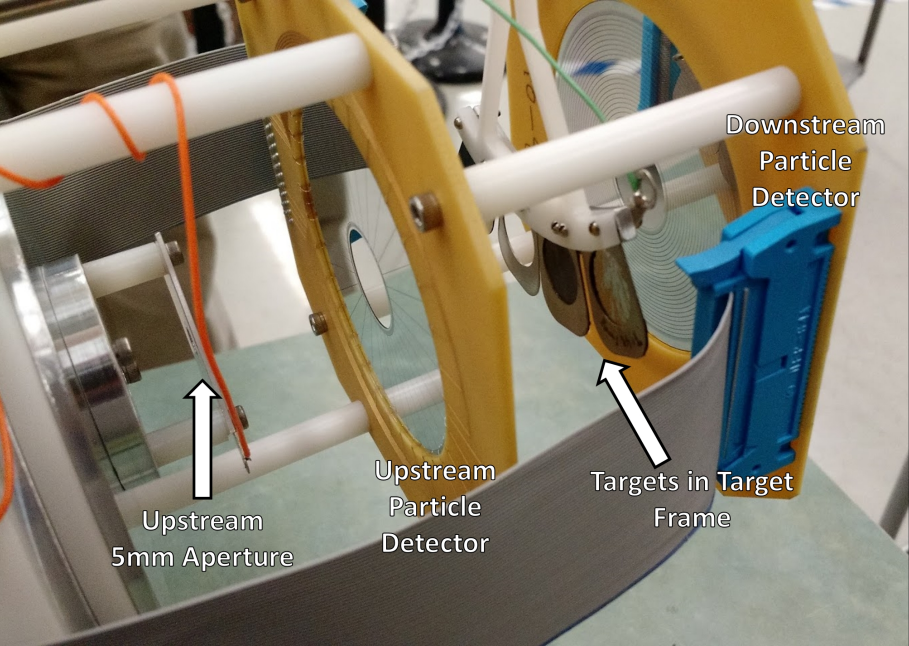 Downstream
Particle
Detector
Upstream
Particle
Detector
Targets in Target
Frame
Upstream
5mm Aperture